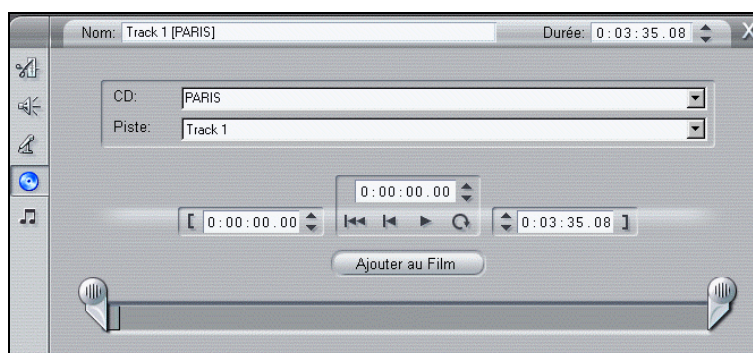 Nom: Track 1 [PARIS] Durée: 0:03:35.08 X
CD: PARIS
Piste: Track 1
0:00:00.00
[ 0:00:00.00 0:03:35.08 ]
Ajouter au Film